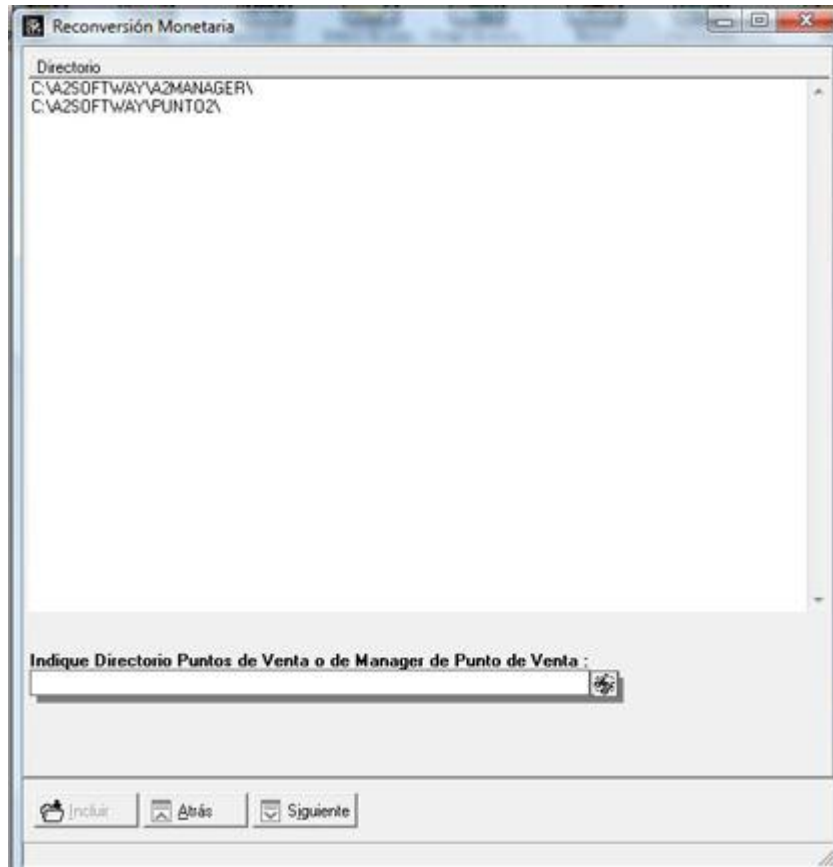 Reconversión Monetaria
Directorio
C:\A2SOFTWAY\A2MANAGER\
C:\A2SOFTWAY\PUNTO2\
Indique Directorio Puntos de Venta o de Manager de Punto de Venta :
Incluir Atrás Siguiente